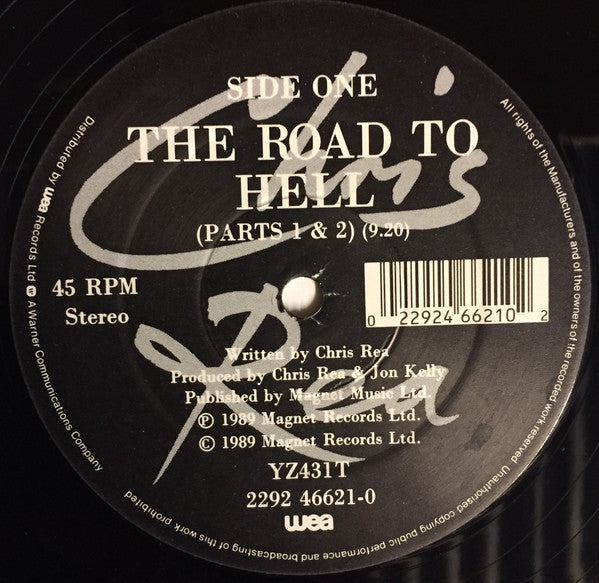 SIDE ONE
THE ROAD TO
HELL
(PARTS 1 & 2) (9.20)
45 RPM
Stereo
0 22924 66210 2
Written by Chris Rea
Produced by Chris Rea & Jon Kelly
Published by Magnet Music Ltd.
Ⓟ 1989 Magnet Records Ltd.
© 1989 Magnet Records Ltd.
YZ431T
2292 46621-0
wea
Chris
Rea
Distributed by wea Records Ltd. A Warner Communications Company
All rights of the Manufacturers and of the owners of the recorded work reserved Unauthorised copying public performance and broadcasting of this work prohibited